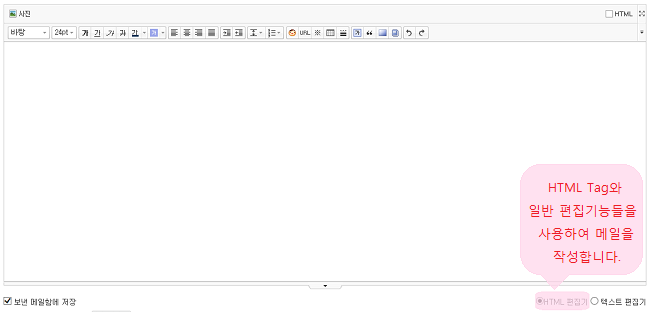 사진
HTML
바탕
24pt
가 가 가 가 가 가
URL
가
HTML Tag와
일반 편집기능들을
사용하여 메일을
작성합니다.
보낸 메일함에 저장
HTML 편집기
텍스트 편집기